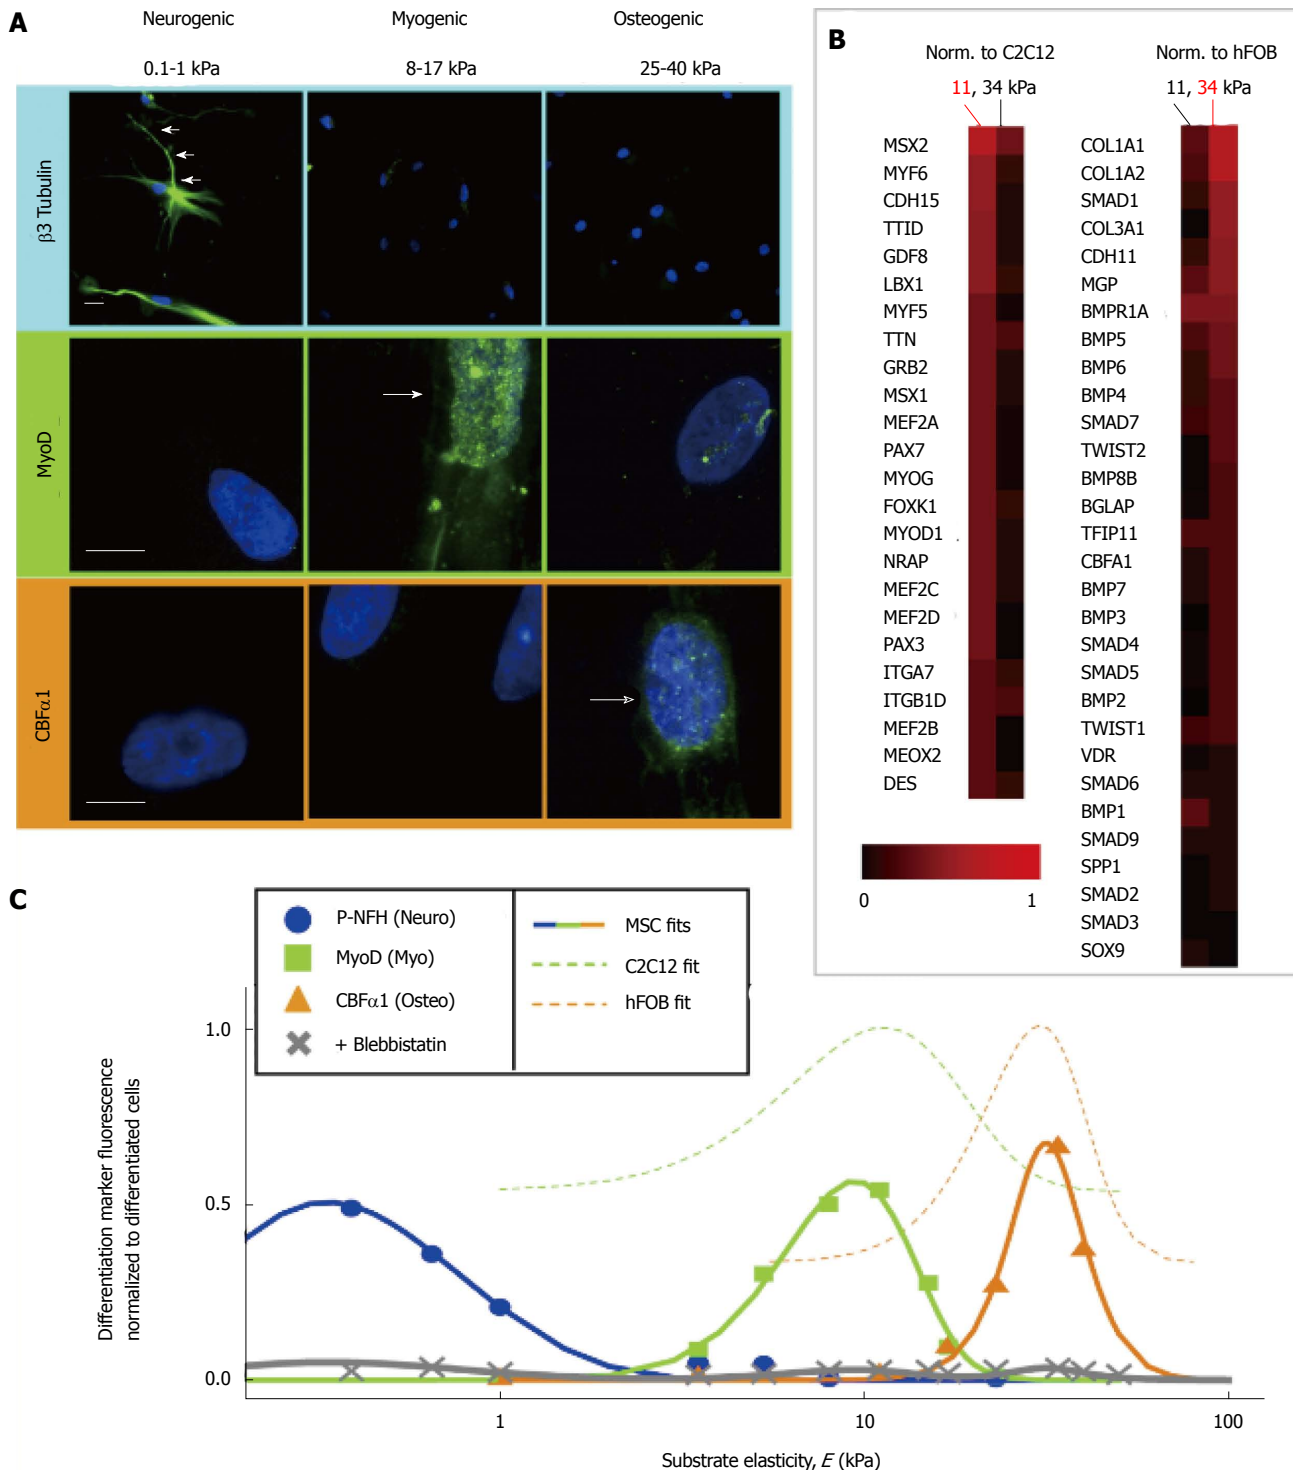 A
Neurogenic Myogenic Osteogenic
0.1-1 kPa 8-17 kPa 25-40 kPa
β3 Tubulin
MyoD
CBFα1
B
Norm. to C2C12 Norm. to hFOB
11, 34 kPa 11, 34 kPa
MSX2
MYF6
CDH15
TTID
GDF8
LBX1
MYF5
TTN
GRB2
MSX1
MEF2A
PAX7
MYOG
FOXK1
MYOD1
NRAP
MEF2C
MEF2D
PAX3
ITGA7
ITGB1D
MEF2B
MEOX2
DES
COL1A1
COL1A2
SMAD1
COL3A1
CDH11
MGP
BMPR1A
BMP5
BMP6
BMP4
SMAD7
TWIST2
BMP8B
BGLAP
TFIP11
CBFA1
BMP7
BMP3
SMAD4
SMAD5
BMP2
TWIST1
VDR
SMAD6
BMP1
SMAD9
SPP1
SMAD2
SMAD3
SOX9
0 1
C
P-NFH (Neuro)
MyoD (Myo)
CBFα1 (Osteo)
+ Blebbistatin
MSC fits
C2C12 fit
hFOB fit
Differentiation marker fluorescence
normalized to differentiated cells
1.0
0.5
0.0
1 10 100
Substrate elasticity, E (kPa)